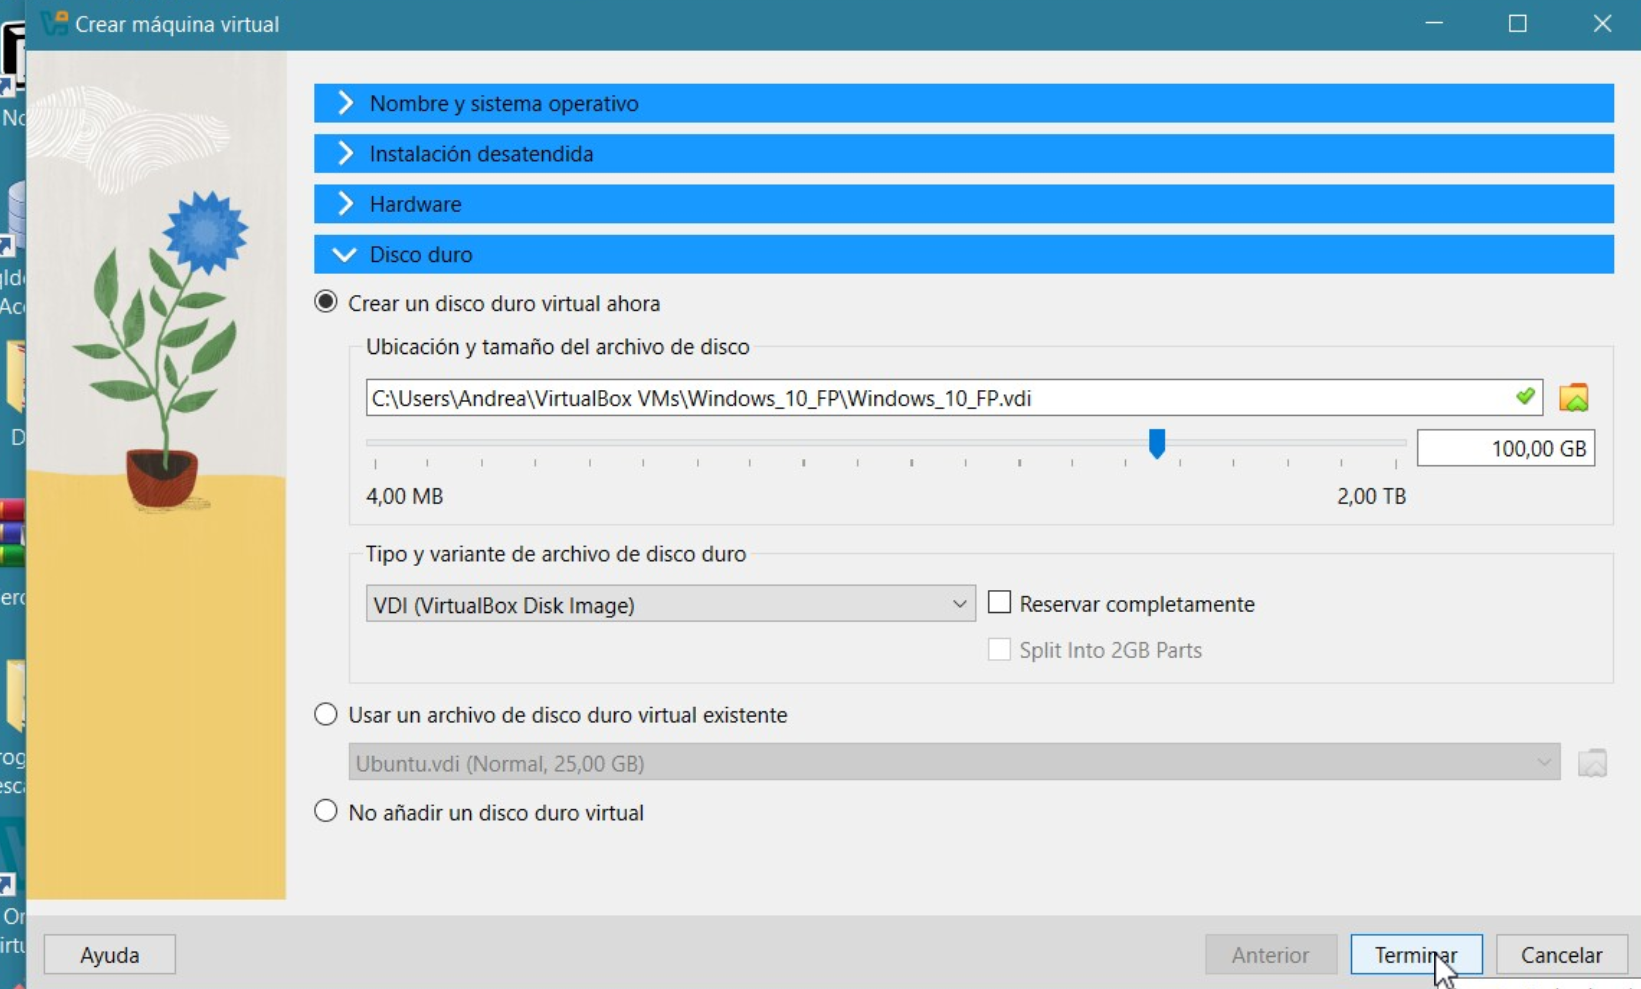 Crear máquina virtual
Nombre y sistema operativo
Instalación desatendida
Hardware
Disco duro
Crear un disco duro virtual ahora
Ubicación y tamaño del archivo de disco
C:\Users\Andrea\VirtualBox VMs\Windows_10_FP\Windows_10_FP.vdi
100,00 GB
4,00 MB
2,00 TB
Tipo y variante de archivo de disco duro
VDI (VirtualBox Disk Image)
Reservar completamente
Split Into 2GB Parts
Usar un archivo de disco duro virtual existente
Ubuntu.vdi (Normal, 25,00 GB)
No añadir un disco duro virtual
Ayuda
Anterior
Terminar
Cancelar